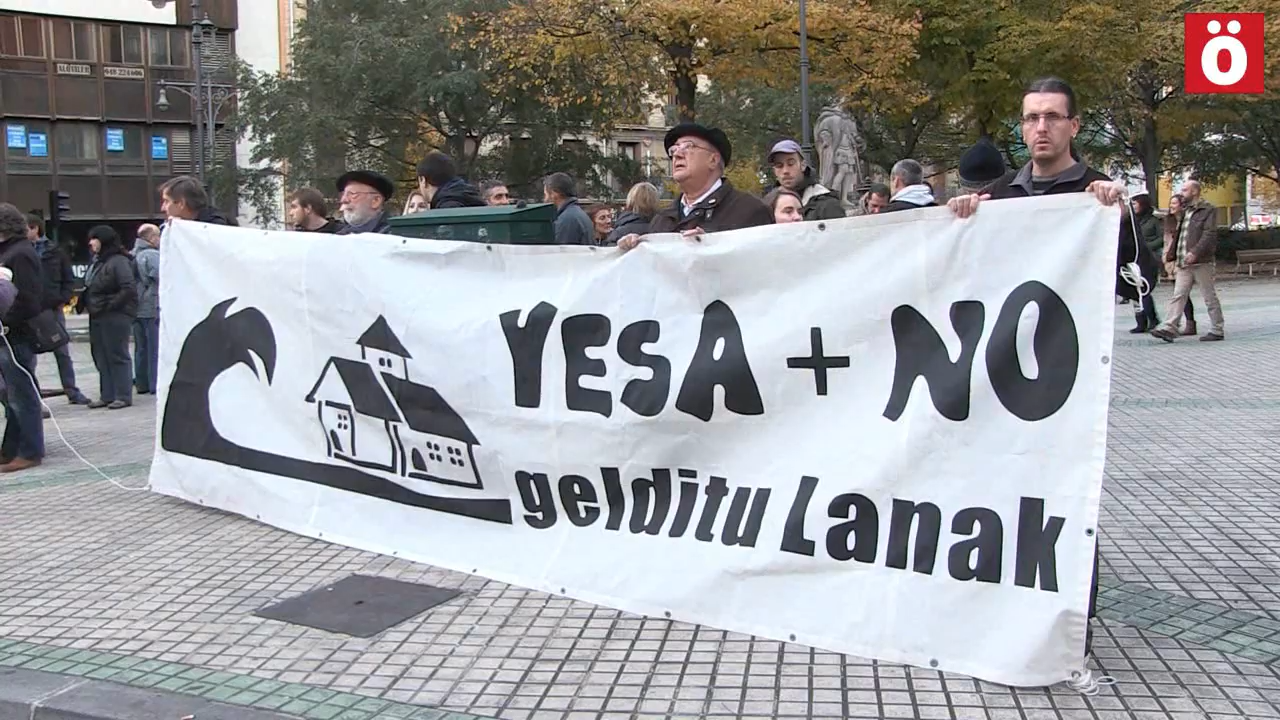 ö
YESA + NO
gelditu Lanak